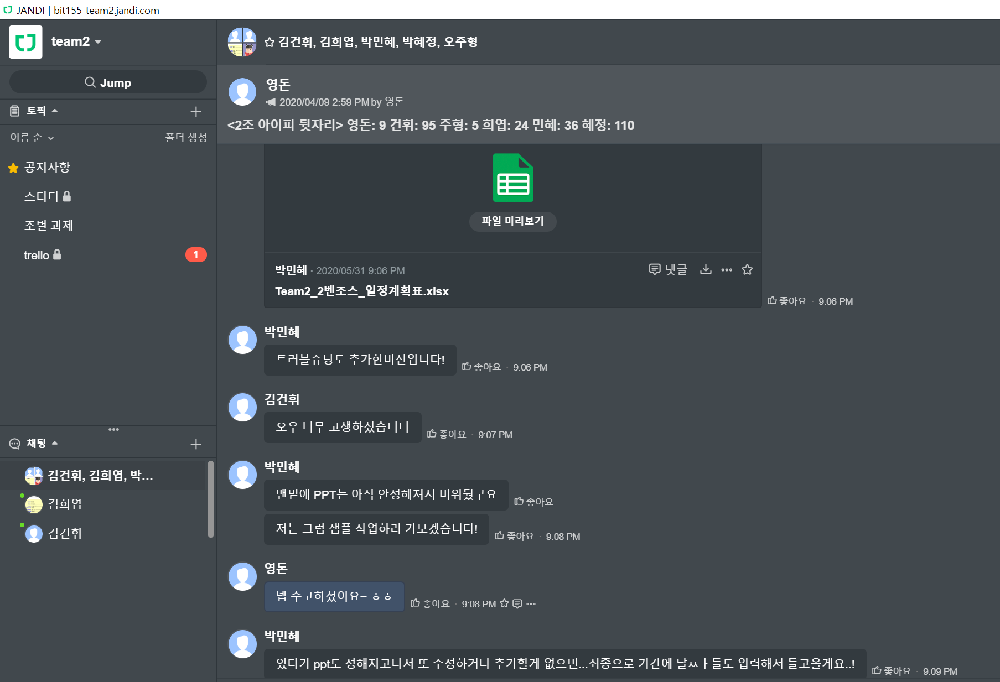 JANDI | bit155-team2.jandi.com
team2
Jump
토픽
이름 순
폴더 생성
공지사항
스터디
조별 과제
trello
1
채팅
김건휘, 김희엽, 박...
김희엽
김건휘
김건휘, 김희엽, 박민혜, 박혜정, 오주형
영돈
2020/04/09 2:59 PM by 영돈
<2조 아이피 뒷자리> 영돈: 9 건휘: 95 주형: 5 희엽: 24 민혜: 36 혜정: 110
파일 미리보기
박민혜 · 2020/05/31 9:06 PM
댓글
Team2_2벤조스_일정계획표.xlsx
좋아요 · 9:06 PM
박민혜
트러블슈팅도 추가한버전입니다!
좋아요 · 9:06 PM
김건휘
오우 너무 고생하셨습니다
좋아요 · 9:07 PM
박민혜
맨밑에 PPT는 아직 안정해져서 비워뒀구요
좋아요
저는 그럼 샘플 작업하러 가보겠습니다!
좋아요 · 9:08 PM
영돈
넵 수고하셨어요~ ㅎㅎ
좋아요 · 9:08 PM
박민혜
있다가 ppt도 정해지고나서 또 수정하거나 추가할게 없으면...최종으로 기간에 날ㅉㅏ들도 입력해서 들고올게요..!
좋아요 · 9:09 PM